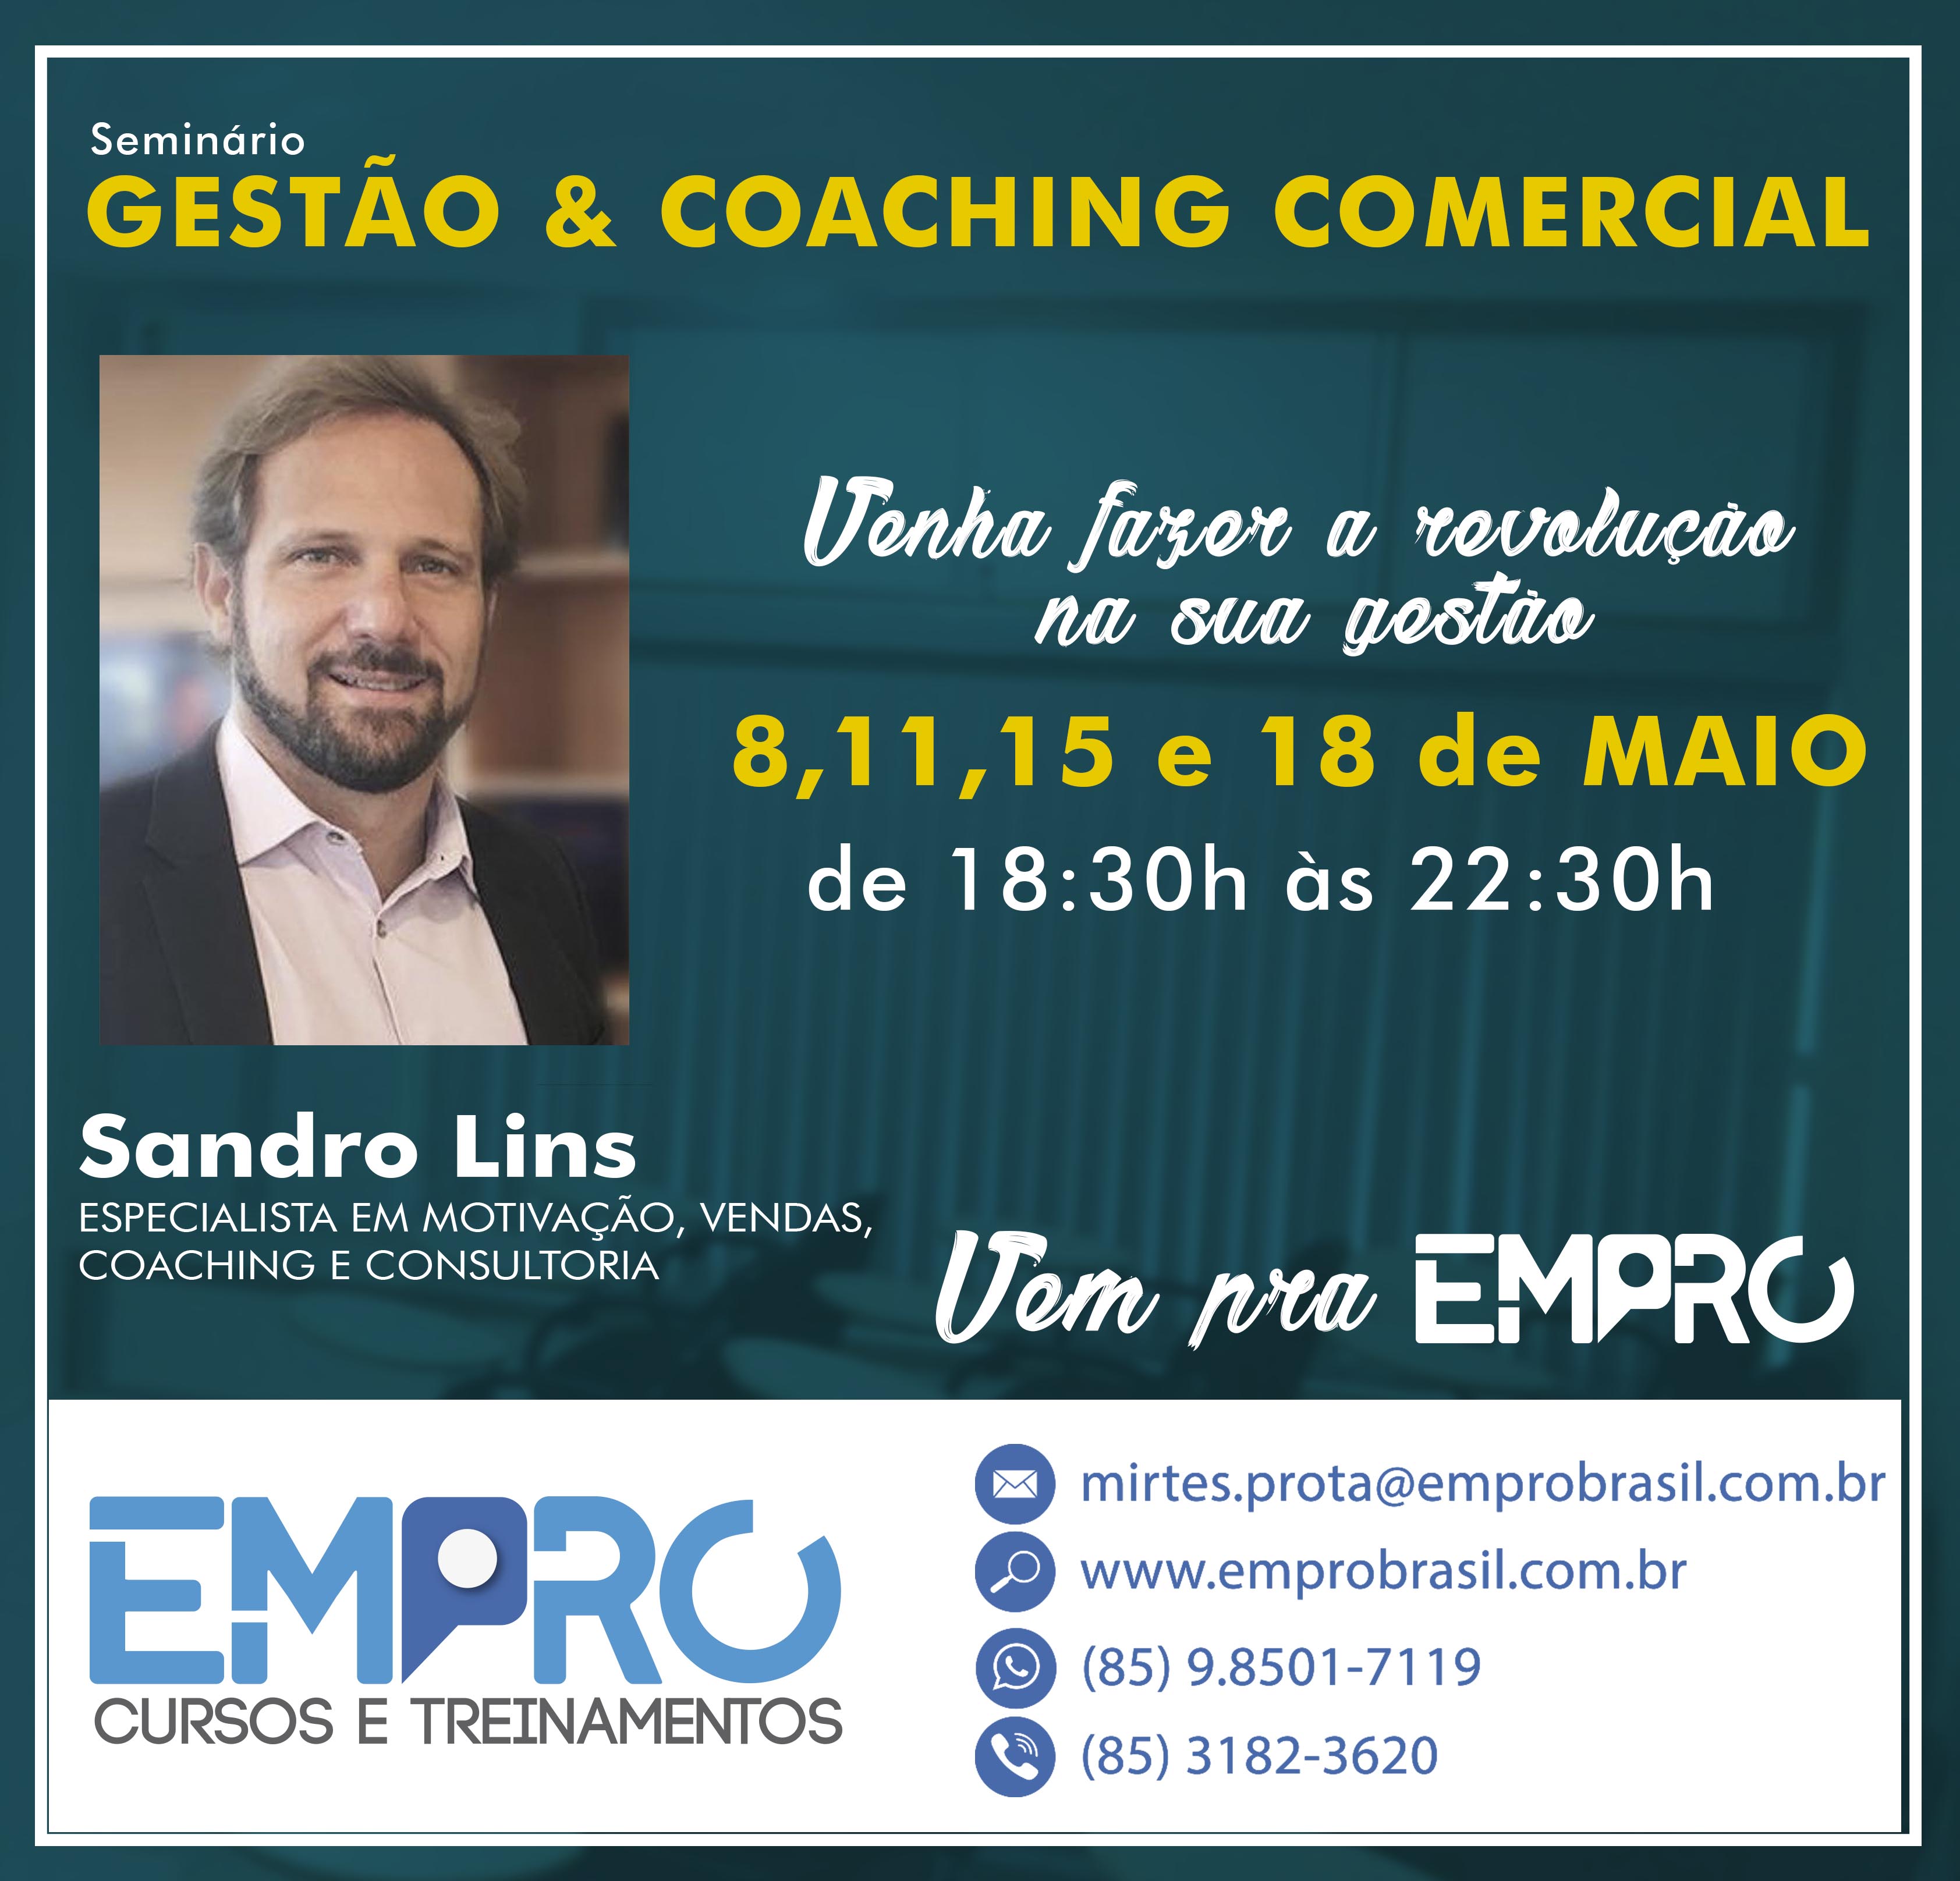 Seminário
GESTÃO & COACHING COMERCIAL
Venha fazer a revolução
na sua gestão
8,11,15 e 18 de MAIO
de 18:30h às 22:30h
Sandro Lins
ESPECIALISTA EM MOTIVAÇÃO, VENDAS,
COACHING E CONSULTORIA
Vem pra EMPRO
EMPRO
CURSOS E TREINAMENTOS
mirtes.prota@emprobrasil.com.br
www.emprobrasil.com.br
(85) 9.8501-7119
(85) 3182-3620